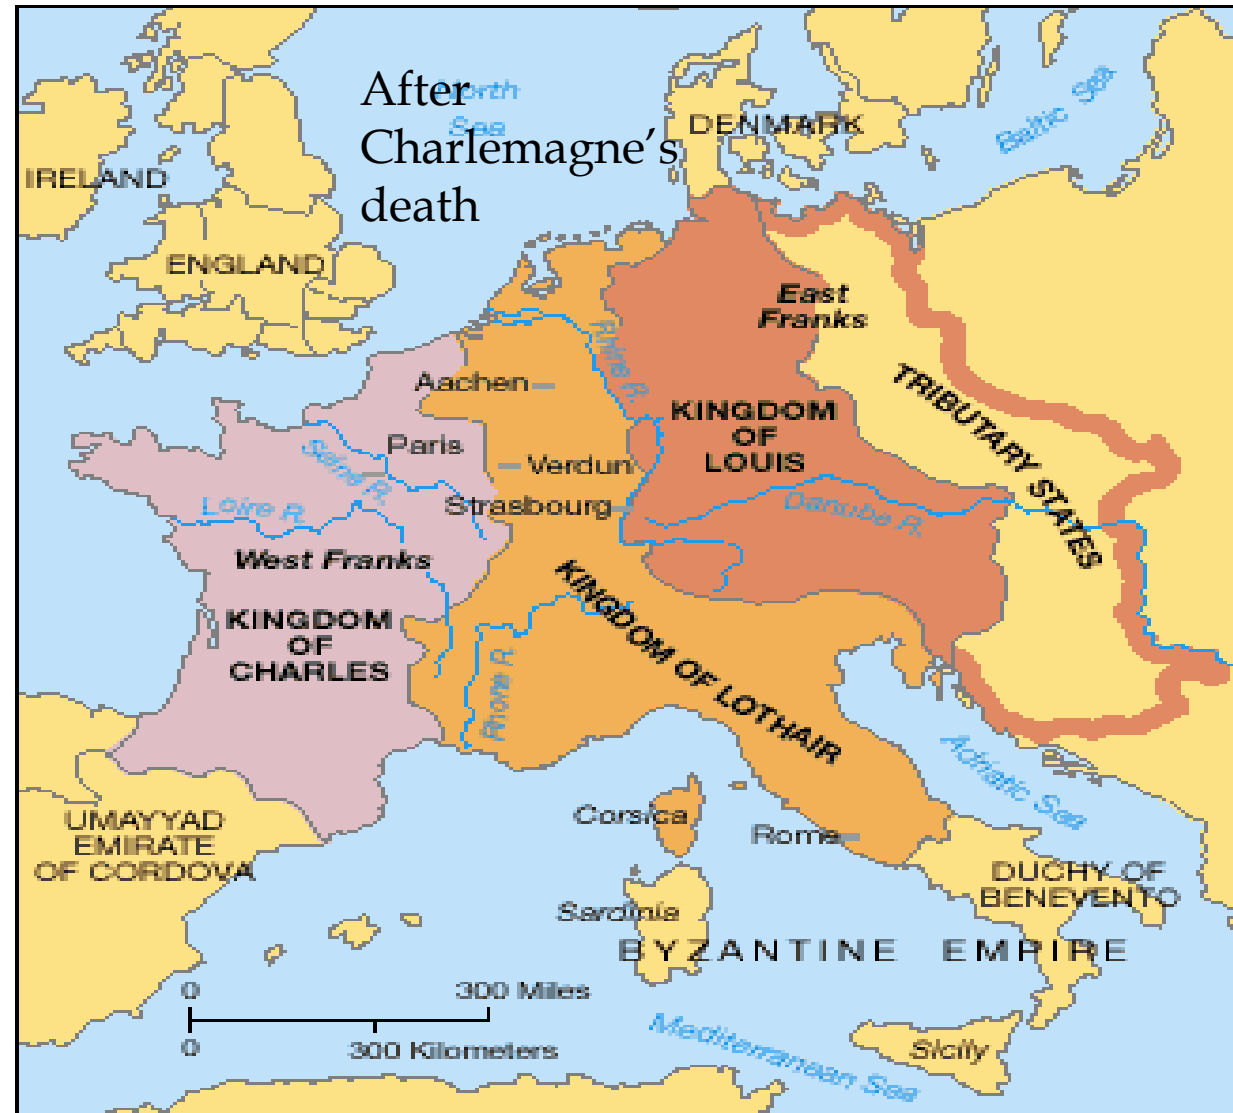 After
Charlemagne's
death
North
Sea
Baltic Sea
DENMARK
IRELAND
ENGLAND
East
Franks
Rhine R.
Aachen
TRIBUTARY STATES
KINGDOM
OF
LOUIS
Paris
Seine R.
Verdun
Strasbourg
Loire R.
Danube R.
West Franks
KINGDOM
OF
CHARLES
KINGDOM OF LOTHAIR
Rhone R.
Adriatic Sea
UMAYYAD
EMIRATE
OF CORDOVA
Corsica
Rome
DUCHY OF
BENEVENTO
Sardinia
BYZANTINE EMPIRE
0 300 Miles
0 300 Kilometers
Mediterranean Sea
Sicily